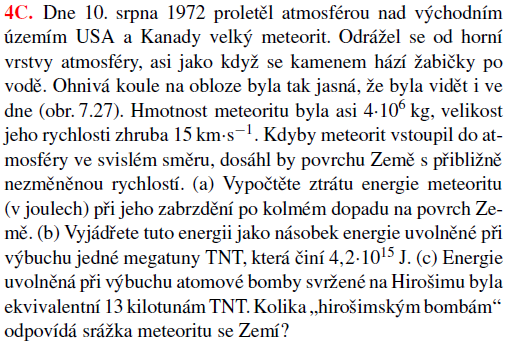 4C. Dne 10. srpna 1972 proletěl atmosférou nad východním
územím USA a Kanady velký meteorit. Odrážel se od horní
vrstvy atmosféry, asi jako když se kamenem hází žabičky po
vodě. Ohnivá koule na obloze byla tak jasná, že byla vidět i ve
dne (obr. 7.27). Hmotnost meteoritu byla asi 4·10⁶ kg, velikost
jeho rychlosti zhruba 15 km·s⁻¹. Kdyby meteorit vstoupil do at-
mosféry ve svislém směru, dosáhl by povrchu Země s přibližně
nezměněnou rychlostí. (a) Vypočtěte ztrátu energie meteoritu
(v joulech) při jeho zabrzdění po kolmém dopadu na povrch Ze-
mě. (b) Vyjádřete tuto energii jako násobek energie uvolněné při
výbuchu jedné megatuny TNT, která činí 4,2·10¹⁵ J. (c) Energie
uvolněná při výbuchu atomové bomby svržené na Hirošimu byla
ekvivalentní 13 kilotunám TNT. Kolika „hirošimským bombám“
odpovídá srážka meteoritu se Zemí?